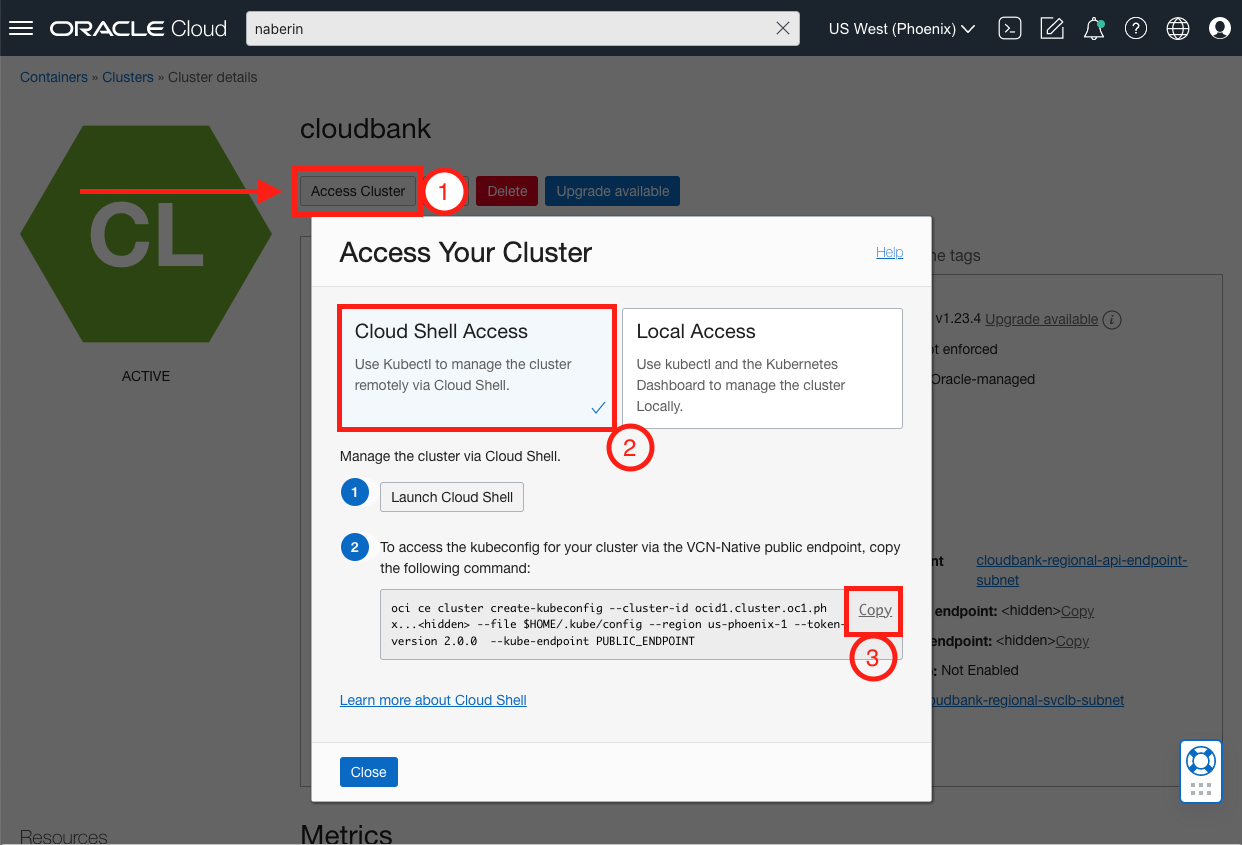 ORACLE Cloud
naberin
US West (Phoenix)
Containers » Clusters » Cluster details
CL
ACTIVE
cloudbank
Access Cluster
1
Delete
Upgrade available
Access Your Cluster
Help
Cloud Shell Access
Use Kubectl to manage the cluster
remotely via Cloud Shell.
Local Access
Use kubectl and the Kubernetes
Dashboard to manage the cluster
Locally.
2
Manage the cluster via Cloud Shell.
1
Launch Cloud Shell
2
To access the kubeconfig for your cluster via the VCN-Native public endpoint, copy
the following command:
oci ce cluster create-kubeconfig --cluster-id ocid1.cluster.oc1.ph
x...<hidden> --file $HOME/.kube/config --region us-phoenix-1 --token-
version 2.0.0  --kube-endpoint PUBLIC_ENDPOINT
Copy
3
Learn more about Cloud Shell
Close
tags
v1.23.4 Upgrade available
enforced
Oracle-managed
cloudbank-regional-api-endpoint-
subnet
endpoint: <hidden>Copy
endpoint: <hidden>Copy
: Not Enabled
oudbank-regional-svclb-subnet
Resources
Metrics